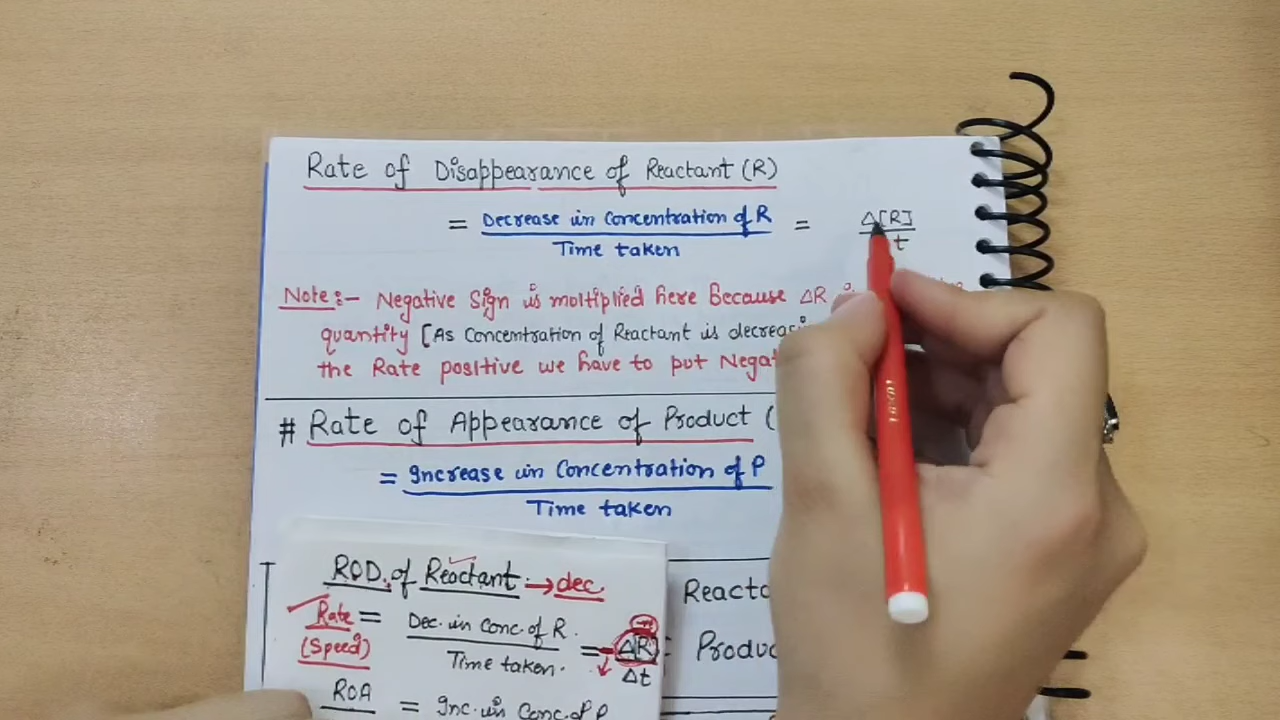 Rate of Disappearance of Reactant (R)
= Decrease in Concentration of R / Time taken = Δ[R] / t
Note:- Negative Sign is moltiplied here Because ΔR
quantity [As Concentration of Reactant is decreasi
the Rate positive we have to put Negat
# Rate of Appearance of Product (
= Increase in Concentration of P
Time taken
ROD. of Reactant → dec.
Rate = Dec. in Conc. of R. / Time taken. = - Δ[R] / Δt
(Speed)
ROA = Inc. in Conc. of P
Reacta
Produc